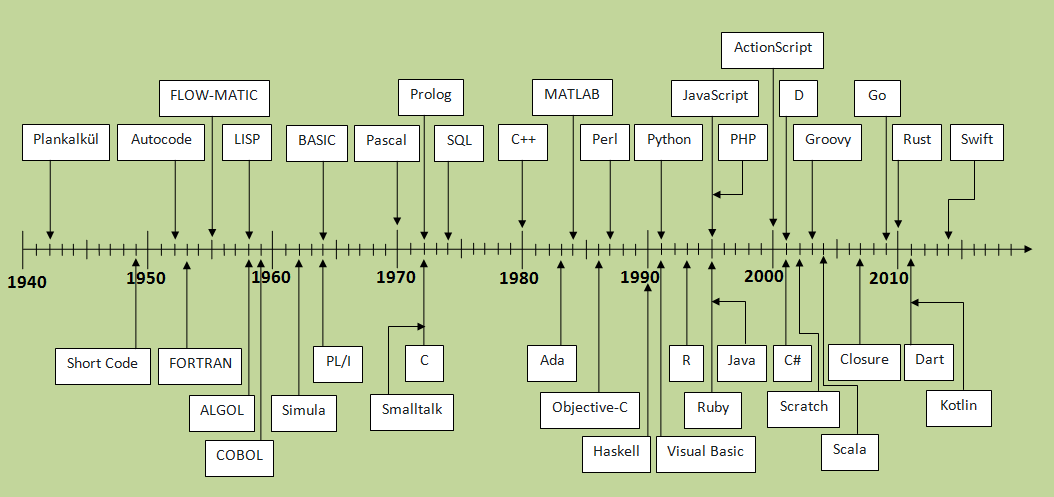 ActionScript
FLOW-MATIC
Prolog
MATLAB
JavaScript
D
Go
Plankalkül
Autocode
LISP
BASIC
Pascal
SQL
C++
Perl
Python
PHP
Groovy
Rust
Swift
1940
1950
1960
1970
1980
1990
2000
2010
Short Code
FORTRAN
PL/I
C
Ada
R
Java
C#
Closure
Dart
ALGOL
Simula
Smalltalk
Objective-C
Ruby
Scratch
Kotlin
COBOL
Haskell
Visual Basic
Scala